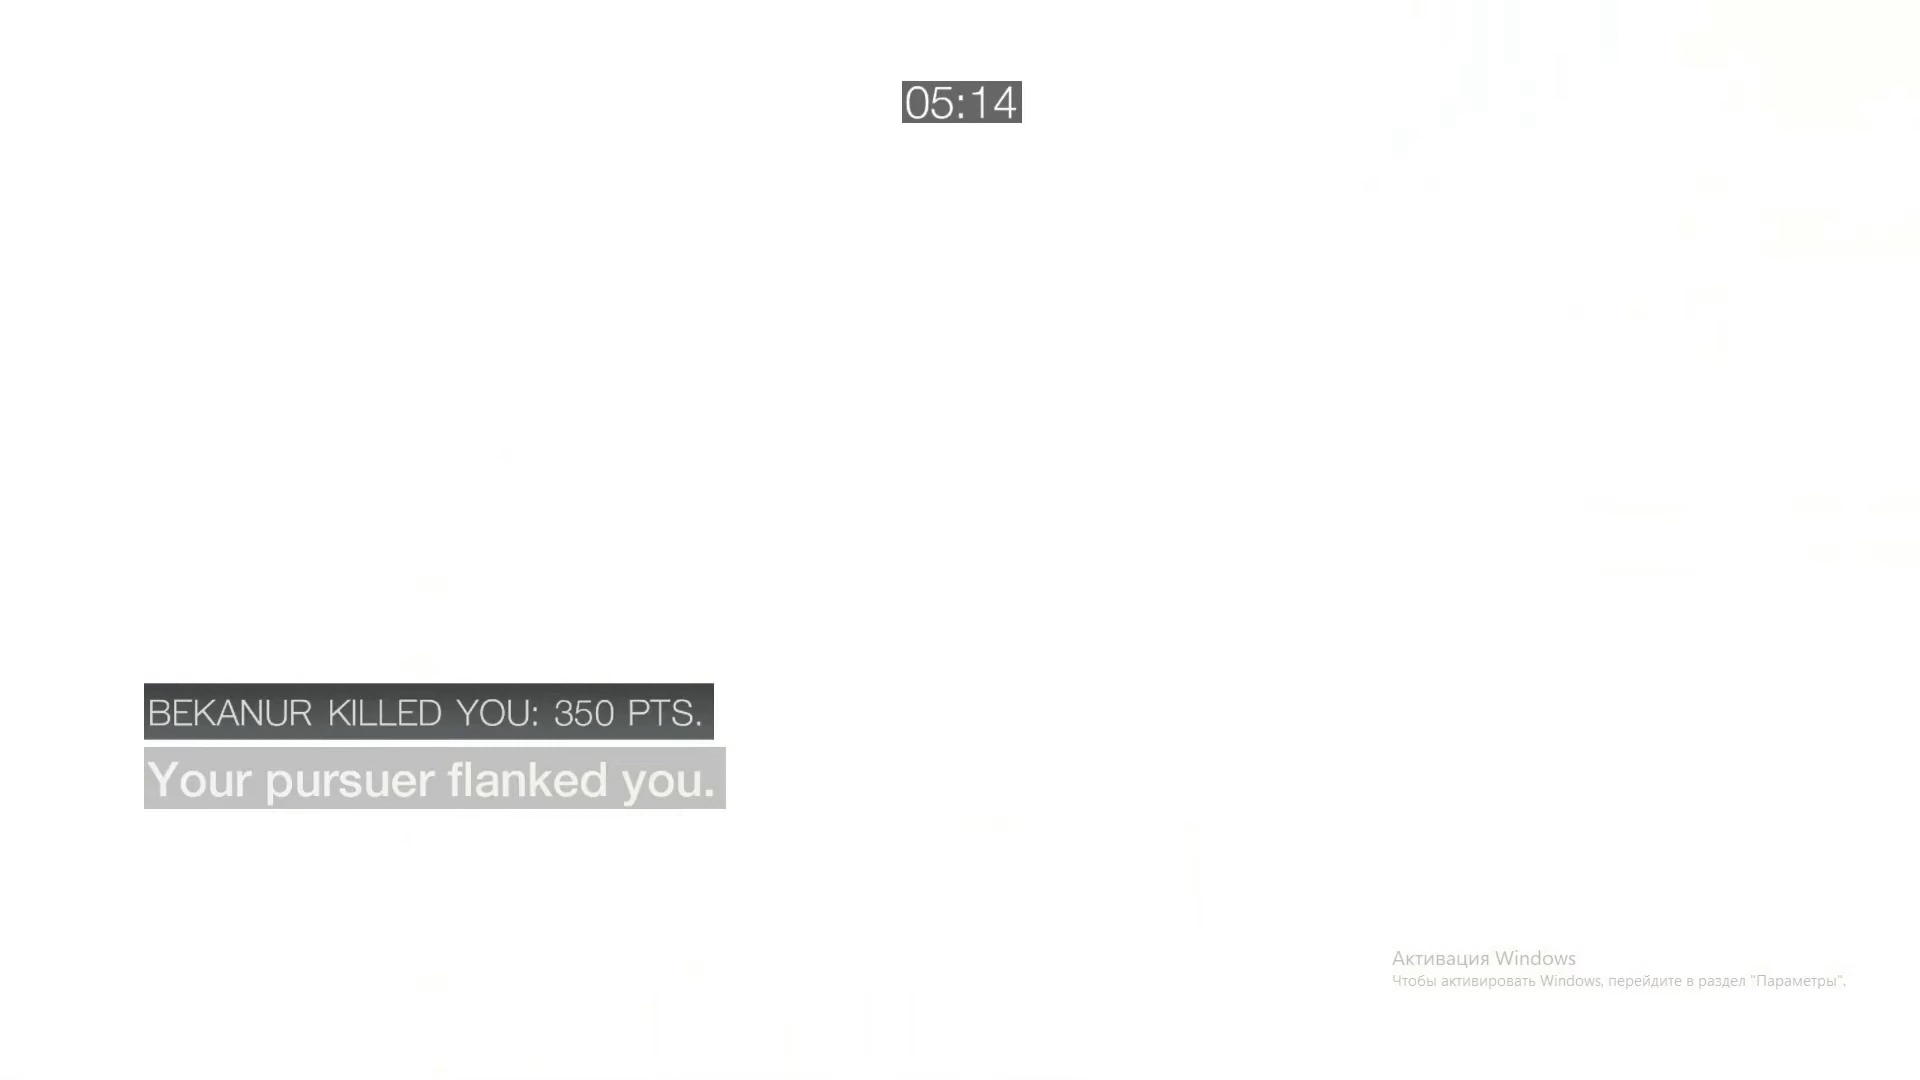 05:14
BEKANUR KILLED YOU: 350 PTS.
Your pursuer flanked you.
Активация Windows
Чтобы активировать Windows, перейдите в раздел "Параметры".